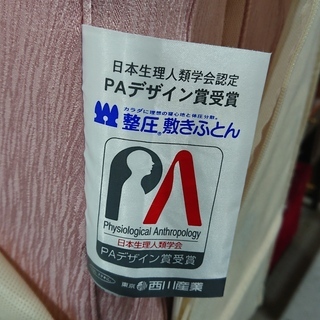 日本生理人類学会認定
PAデザイン賞受賞
カラダに理想の寝心地と体圧分散。
整圧®敷きふとん
PA
Physiological Anthropology
日本生理人類学会
PAデザイン賞受賞
東京 西川産業